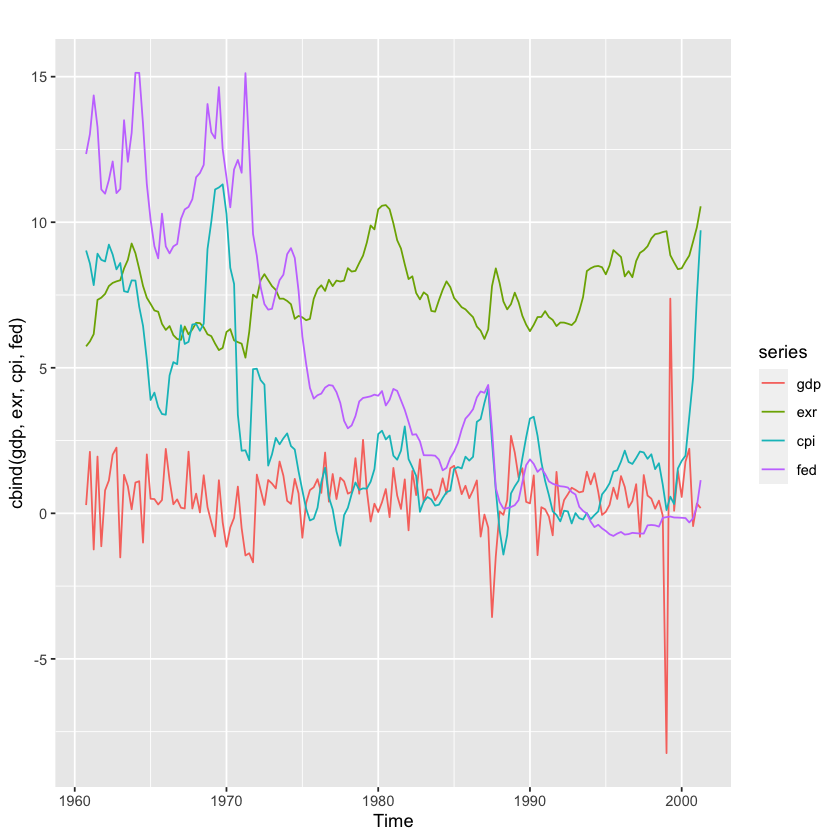 15
10
5
0
-5
cbind(gdp, exr, cpi, fed)
1960 1970 1980 1990 2000
Time
series
gdp
exr
cpi
fed